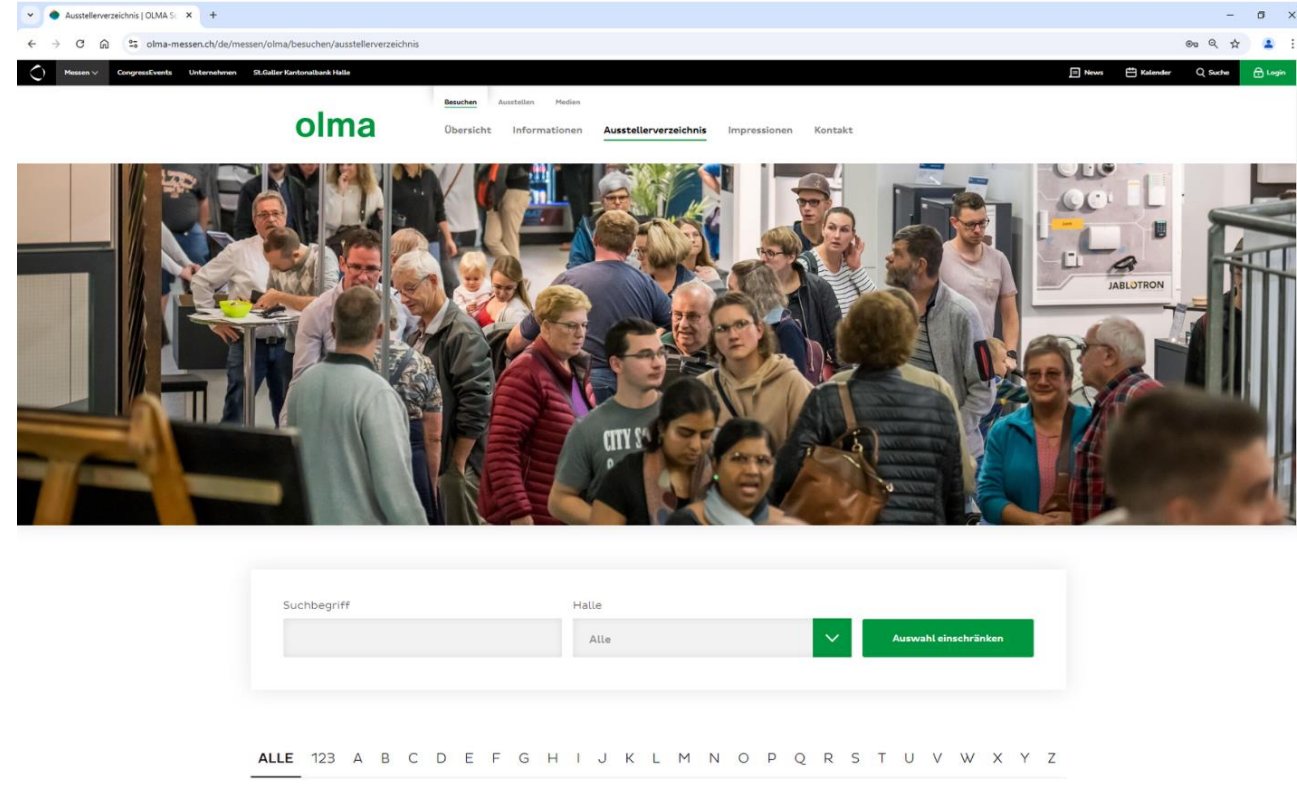 Ausstellerverzeichnis | OLMA S
olma-messen.ch/de/messen/olma/besuchen/ausstellerverzeichnis
Messen CongressEvents Unternehmen St.Galler Kantonalbank Halle News Kalender Suche Login
Besuchen Ausstellen Medien
olma
Übersicht Informationen Ausstellerverzeichnis Impressionen Kontakt
JABLOTRON
CITY
Suchbegriff Halle
Alle Auswahl einschränken
ALLE 123 A B C D E F G H I J K L M N O P Q R S T U V W X Y Z